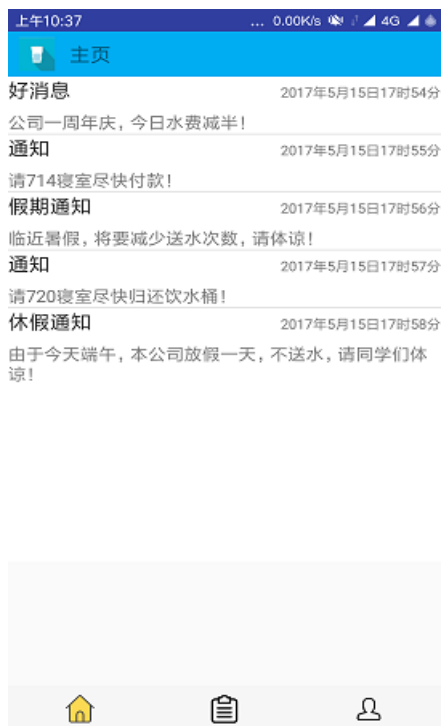 上午10:37 ... 0.00K/s 4G
主页
好消息 2017年5月15日17时54分
公司一周年庆，今日水费减半！
通知 2017年5月15日17时55分
请714寝室尽快付款！
假期通知 2017年5月15日17时56分
临近暑假，将要减少送水次数，请体谅！
通知 2017年5月15日17时57分
请720寝室尽快归还饮水桶！
休假通知 2017年5月15日17时58分
由于今天端午，本公司放假一天，不送水，请同学们体
谅！